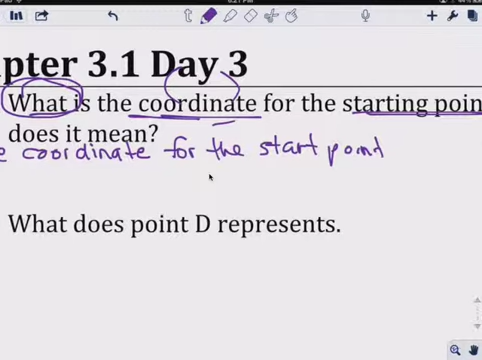 pter 3.1 Day 3
What is the coordinate for the starting poin
does it mean?
e coordinate for the start point
What does point D represents.